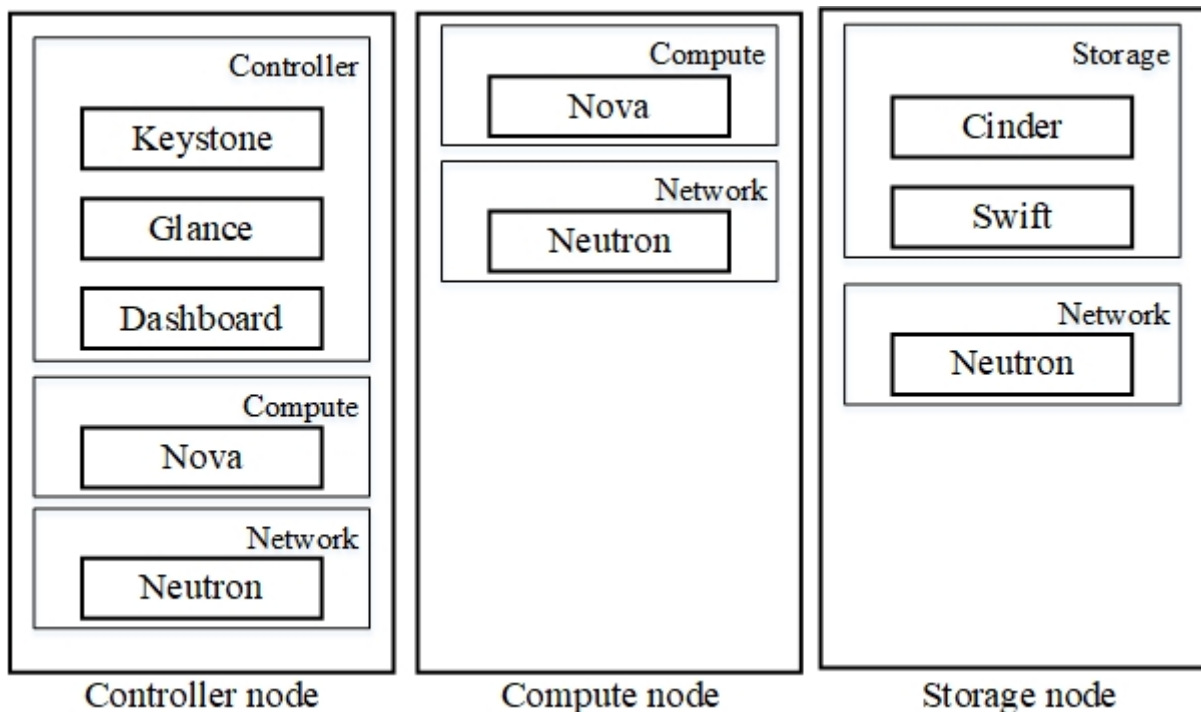 Controller
Keystone
Glance
Dashboard
Compute
Nova
Network
Neutron
Controller node
Compute
Nova
Network
Neutron
Compute node
Storage
Cinder
Swift
Network
Neutron
Storage node